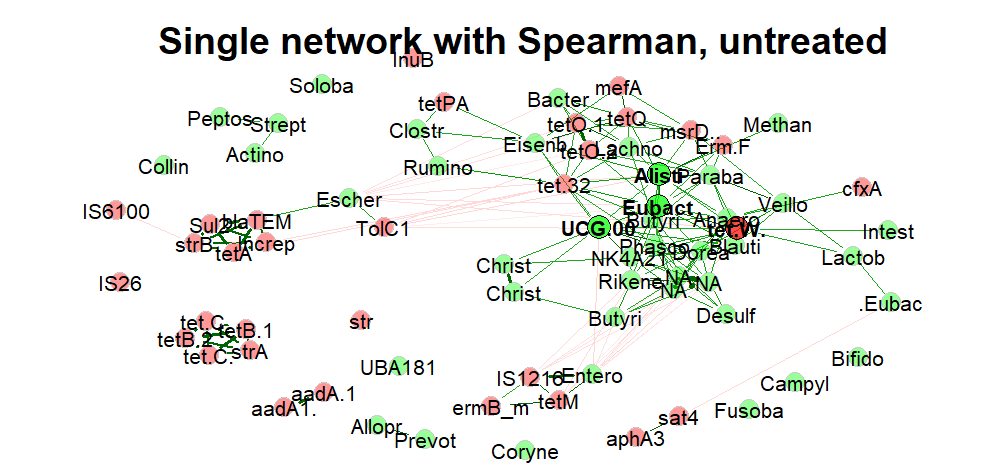 Single network with Spearman, untreated
lnuB
Soloba
mefA
tetPA
Bacter
Peptos
Strept
Clostr
tetO.1
tetQ
msrD
Methan
Eisenh
Lachno
Erm.F
tetO.2
Actino
Collin
Rumino
Alisti
Paraba
tet.32
cfxA
Escher
Veillo
IS6100
Sul2
blaTEM
Eubact
Butyri
Anaero
TolC1
UCG.00
tet.W.
Intest
strB
Increp
tetA
Phasco
Blauti
Dorea
NK4A21
Lactob
Christ
Rikene
NA
NA
NA
IS26
Christ
.Eubac
tet.C.
str
Butyri
Desulf
tetB.2
tetB.1
tet.C.
strA
UBA181
Bifido
IS1216
Entero
Campyl
aadA.1
aadA1.
ermB_m
tetM
Fusoba
sat4
Allopr
Prevot
aphA3
Coryne